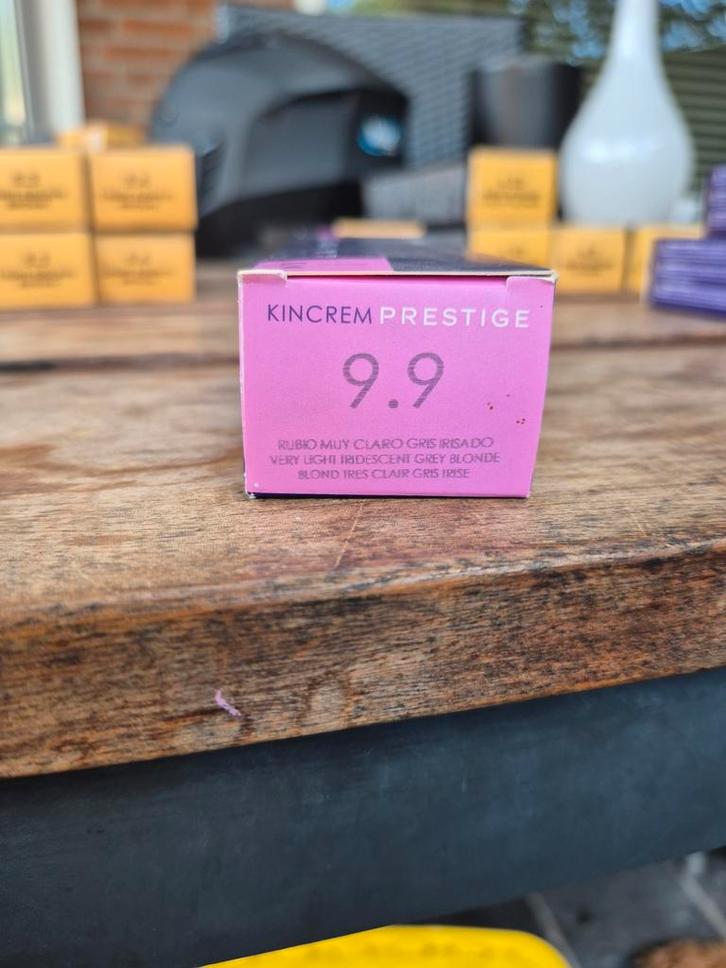 KINCREM PRESTIGE
9.9
RUBIO MUY CLARO GRIS IRISADO
VERY LIGHT IRIDESCENT GREY BLONDE
BLOND TRES CLAIR GRIS IRISE